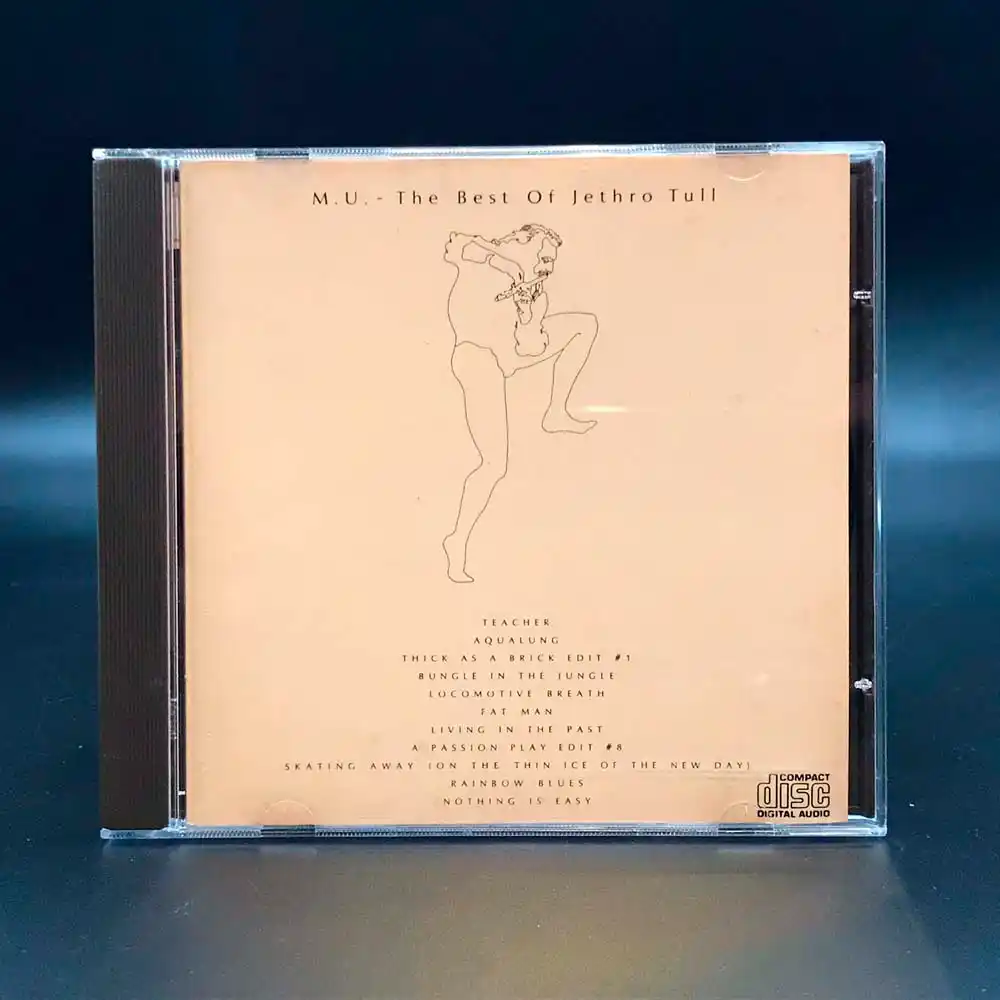 M.U. - The Best Of Jethro Tull
TEACHER
AQUALUNG
THICK AS A BRICK EDIT #1
BUNGLE IN THE JUNGLE
LOCOMOTIVE BREATH
FAT MAN
LIVING IN THE PAST
A PASSION PLAY EDIT #8
SKATING AWAY (ON THE THIN ICE OF THE NEW DAY)
RAINBOW BLUES
NOTHING IS EASY
COMPACT
disc
DIGITAL AUDIO